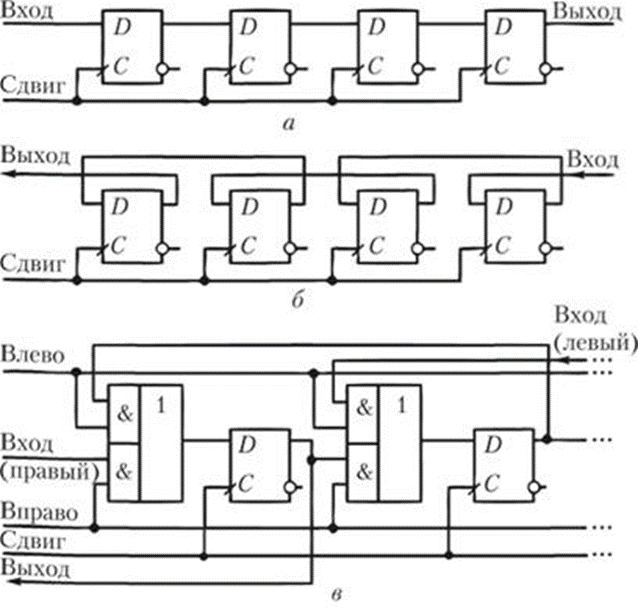 Вход D D D D Выход
C C C C
Сдвиг
а
Выход Вход
D D D D
C C C C
Сдвиг
б
Вход
(левый)
Влево
& 1 & 1
Вход D D
(правый) & C & C
Вправо
Сдвиг
Выход
в